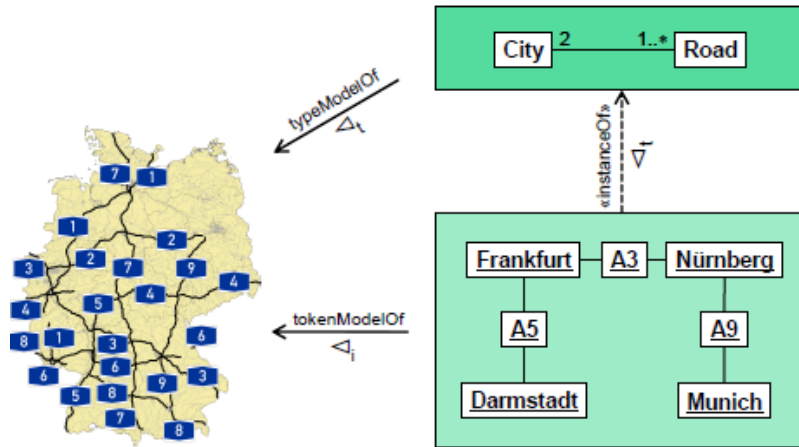 City 2 1..* Road
typeModelOf
◁t
«instanceOf»
◁t
7 1
1
2
3 2 7 9
4 5 4 4
8 1 3 6
6 6
5 8 9 3
7 8
tokenModelOf
◁i
Frankfurt A3 Nürnberg
A5 A9
Darmstadt Munich